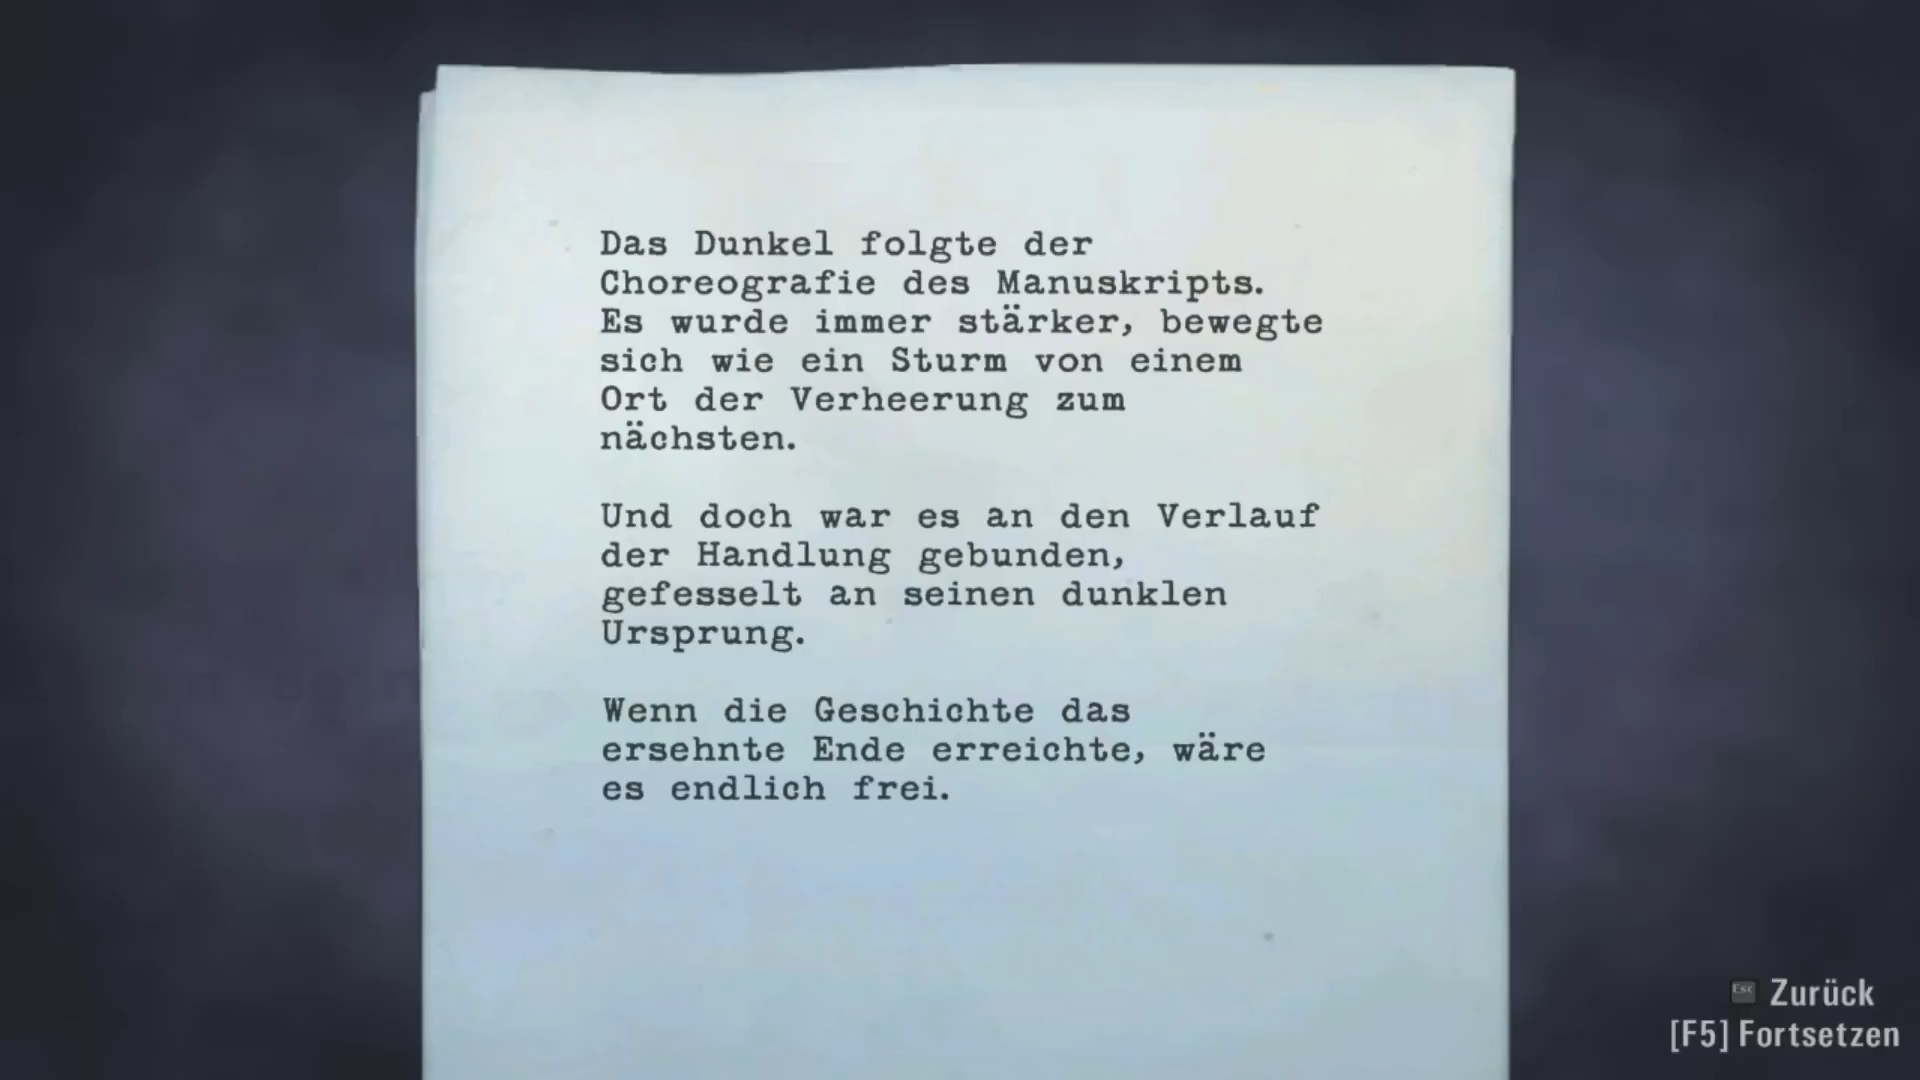 Das Dunkel folgte der
Choreografie des Manuskripts.
Es wurde immer stärker, bewegte
sich wie ein Sturm von einem
Ort der Verheerung zum
nächsten.
Und doch war es an den Verlauf
der Handlung gebunden,
gefesselt an seinen dunklen
Ursprung.
Wenn die Geschichte das
ersehnte Ende erreichte, wäre
es endlich frei.
Esc Zurück
[F5] Fortsetzen